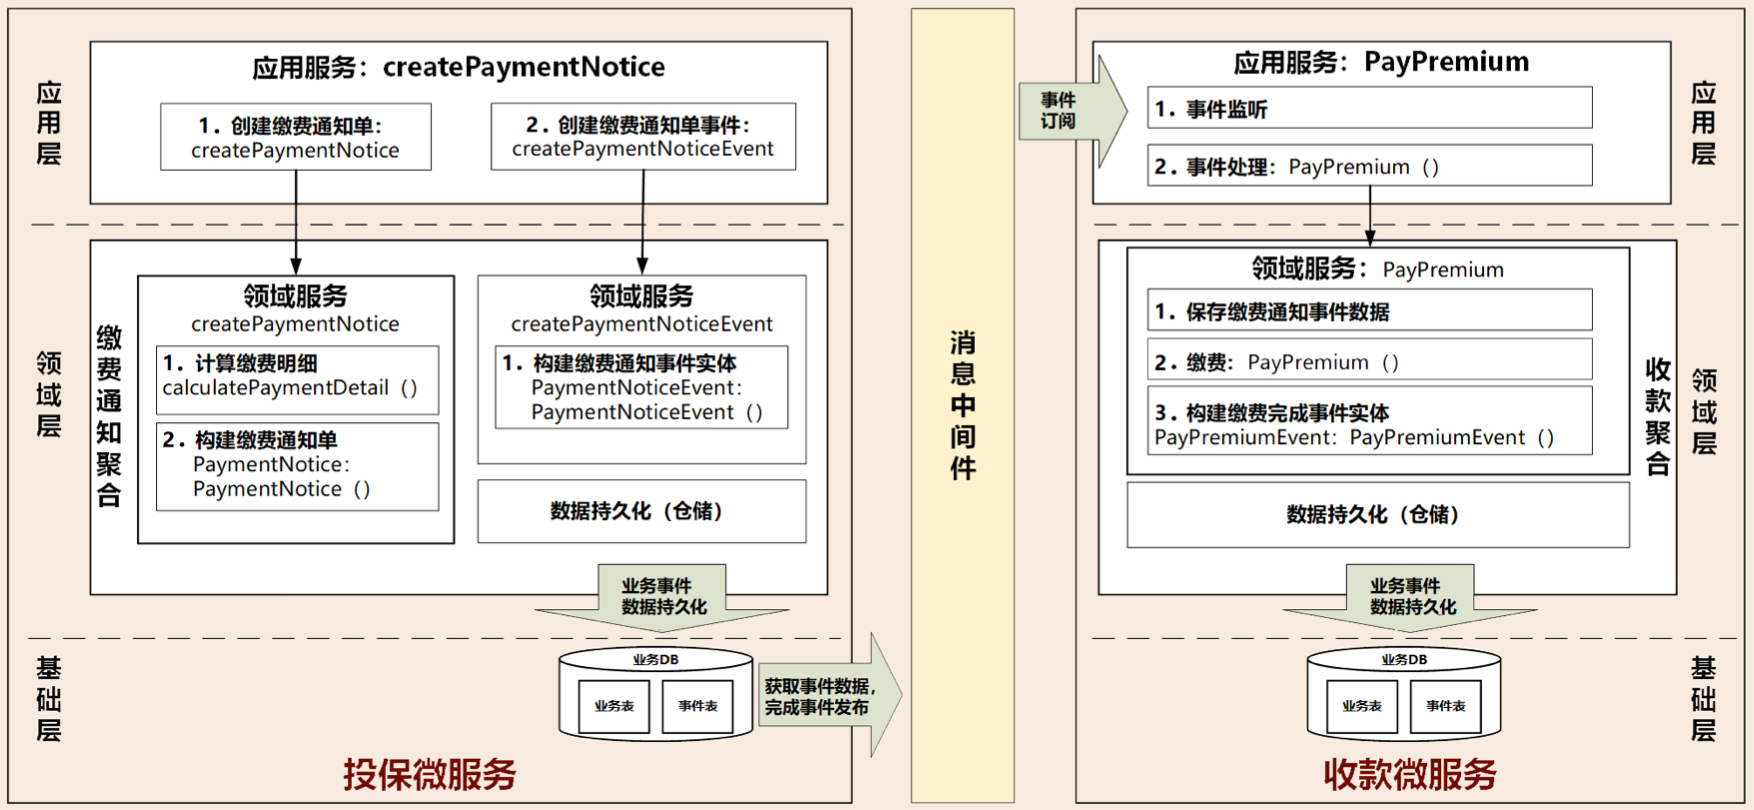 应用层
应用服务：createPaymentNotice
1. 创建缴费通知单：
createPaymentNotice
2. 创建缴费通知单事件：
createPaymentNoticeEvent
领域层
缴费通知聚合
领域服务
createPaymentNotice
1. 计算缴费明细
calculatePaymentDetail（）
2. 构建缴费通知单
PaymentNotice：
PaymentNotice（）
领域服务
createPaymentNoticeEvent
1. 构建缴费通知事件实体
PaymentNoticeEvent：
PaymentNoticeEvent（）
数据持久化（仓储）
业务事件
数据持久化
基础层
业务DB
业务表
事件表
获取事件数据，
完成事件发布
投保微服务
消息中间件
事件
订阅
应用服务：PayPremium
1. 事件监听
2. 事件处理：PayPremium（）
应用层
领域服务：PayPremium
1. 保存缴费通知事件数据
2. 缴费：PayPremium（）
3. 构建缴费完成事件实体
PayPremiumEvent：PayPremiumEvent（）
收款聚合
领域层
数据持久化（仓储）
业务事件
数据持久化
业务DB
业务表
事件表
基础层
收款微服务